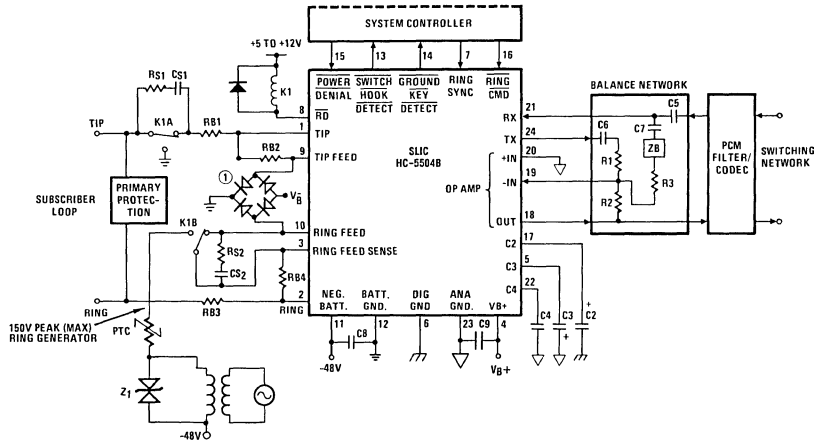 SYSTEM CONTROLLER
+5 TO +12V
15
13
14
7
16
RS1
CS1
K1
POWER DENIAL
SWITCH HOOK DETECT
GROUND KEY DETECT
RING SYNC
RING CMD
BALANCE NETWORK
8
RD
21
RX
C5
TIP
K1A
RB1
1
TIP
24
TX
C6
C7
RB2
9
TIP FEED
SLIC
HC-5504B
20
+IN
R1
ZB
PCM
FILTER/
CODEC
SWITCHING
NETWORK
1
VB̄
OP AMP
19
-IN
R2
R3
SUBSCRIBER
LOOP
PRIMARY
PROTEC-
TION
K1B
10
RING FEED
18
OUT
RS2
3
RING FEED SENSE
17
C2
CS2
RB4
5
C3
22
C4
RING
RB3
2
RING
NEG.
BATT.
BATT.
GND.
DIG
GND
ANA
GND.
VB+
C4
C3
+
C2
+
150V PEAK (MAX)
RING GENERATOR
PTC
11
12
6
23
4
C8
C9
-48V
VB+
Z1
-48V